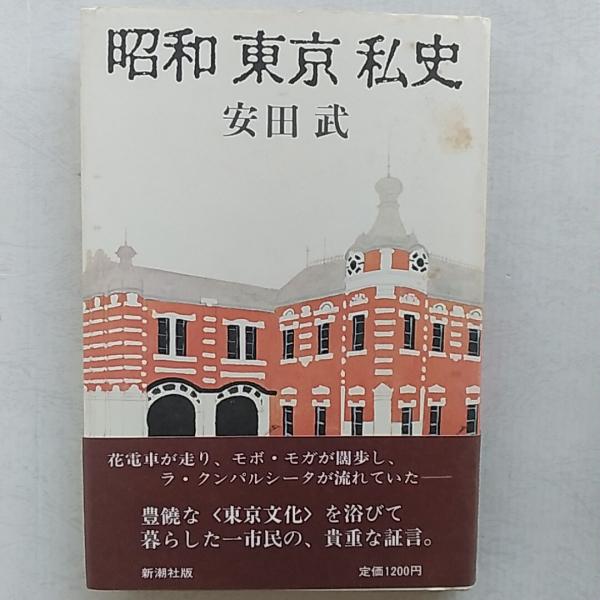 昭和 東京 私史
安田 武
花電車が走り、モボ・モガが闊歩し、
ラ・クンパルシータが流れていた――
豊饒な〈東京文化〉を浴びて
暮らした一市民の、貴重な証言。
新潮社版
定価1200円